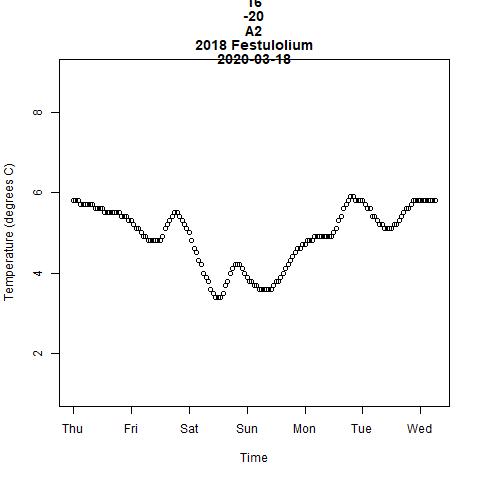 16
-20
A2
2018 Festulolium
2020-03-18
8
6
4
2
Temperature (degrees C)
Thu Fri Sat Sun Mon Tue Wed
Time